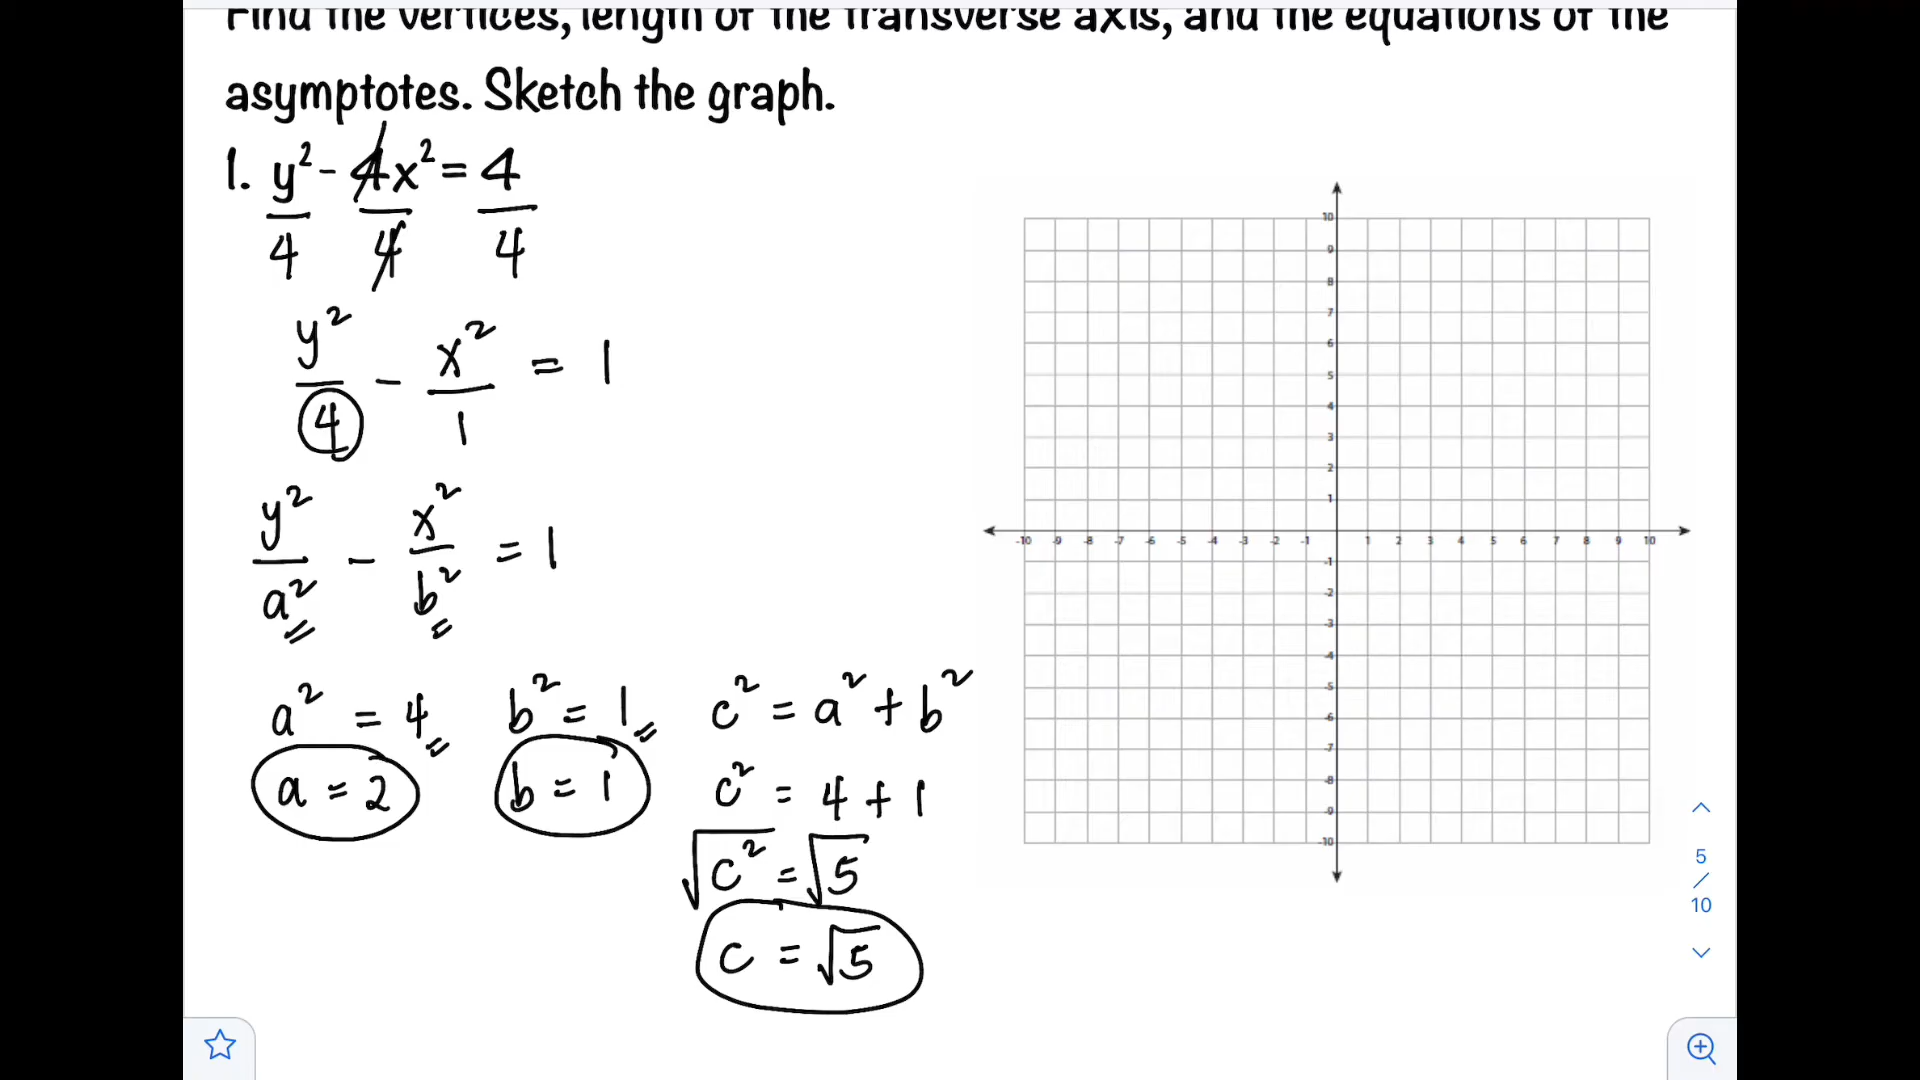 Find the vertices, length of the transverse axis, and the equations of the
asymptotes. Sketch the graph.
1. y² - 4x² = 4
4 4 4
y² - x² = 1
4 1
y² - x² = 1
a² b²
a² = 4 b² = 1 c² = a² + b²
a = 2 b = 1 c² = 4 + 1
√c² = √5
c = √5
10
9
8
7
6
5
4
3
2
1
-10 -9 -8 -7 -6 -5 -4 -3 -2 -1 1 2 3 4 5 6 7 8 9 10
-1
-2
-3
-4
-5
-6
-7
-8
-9
-10
5
/
10